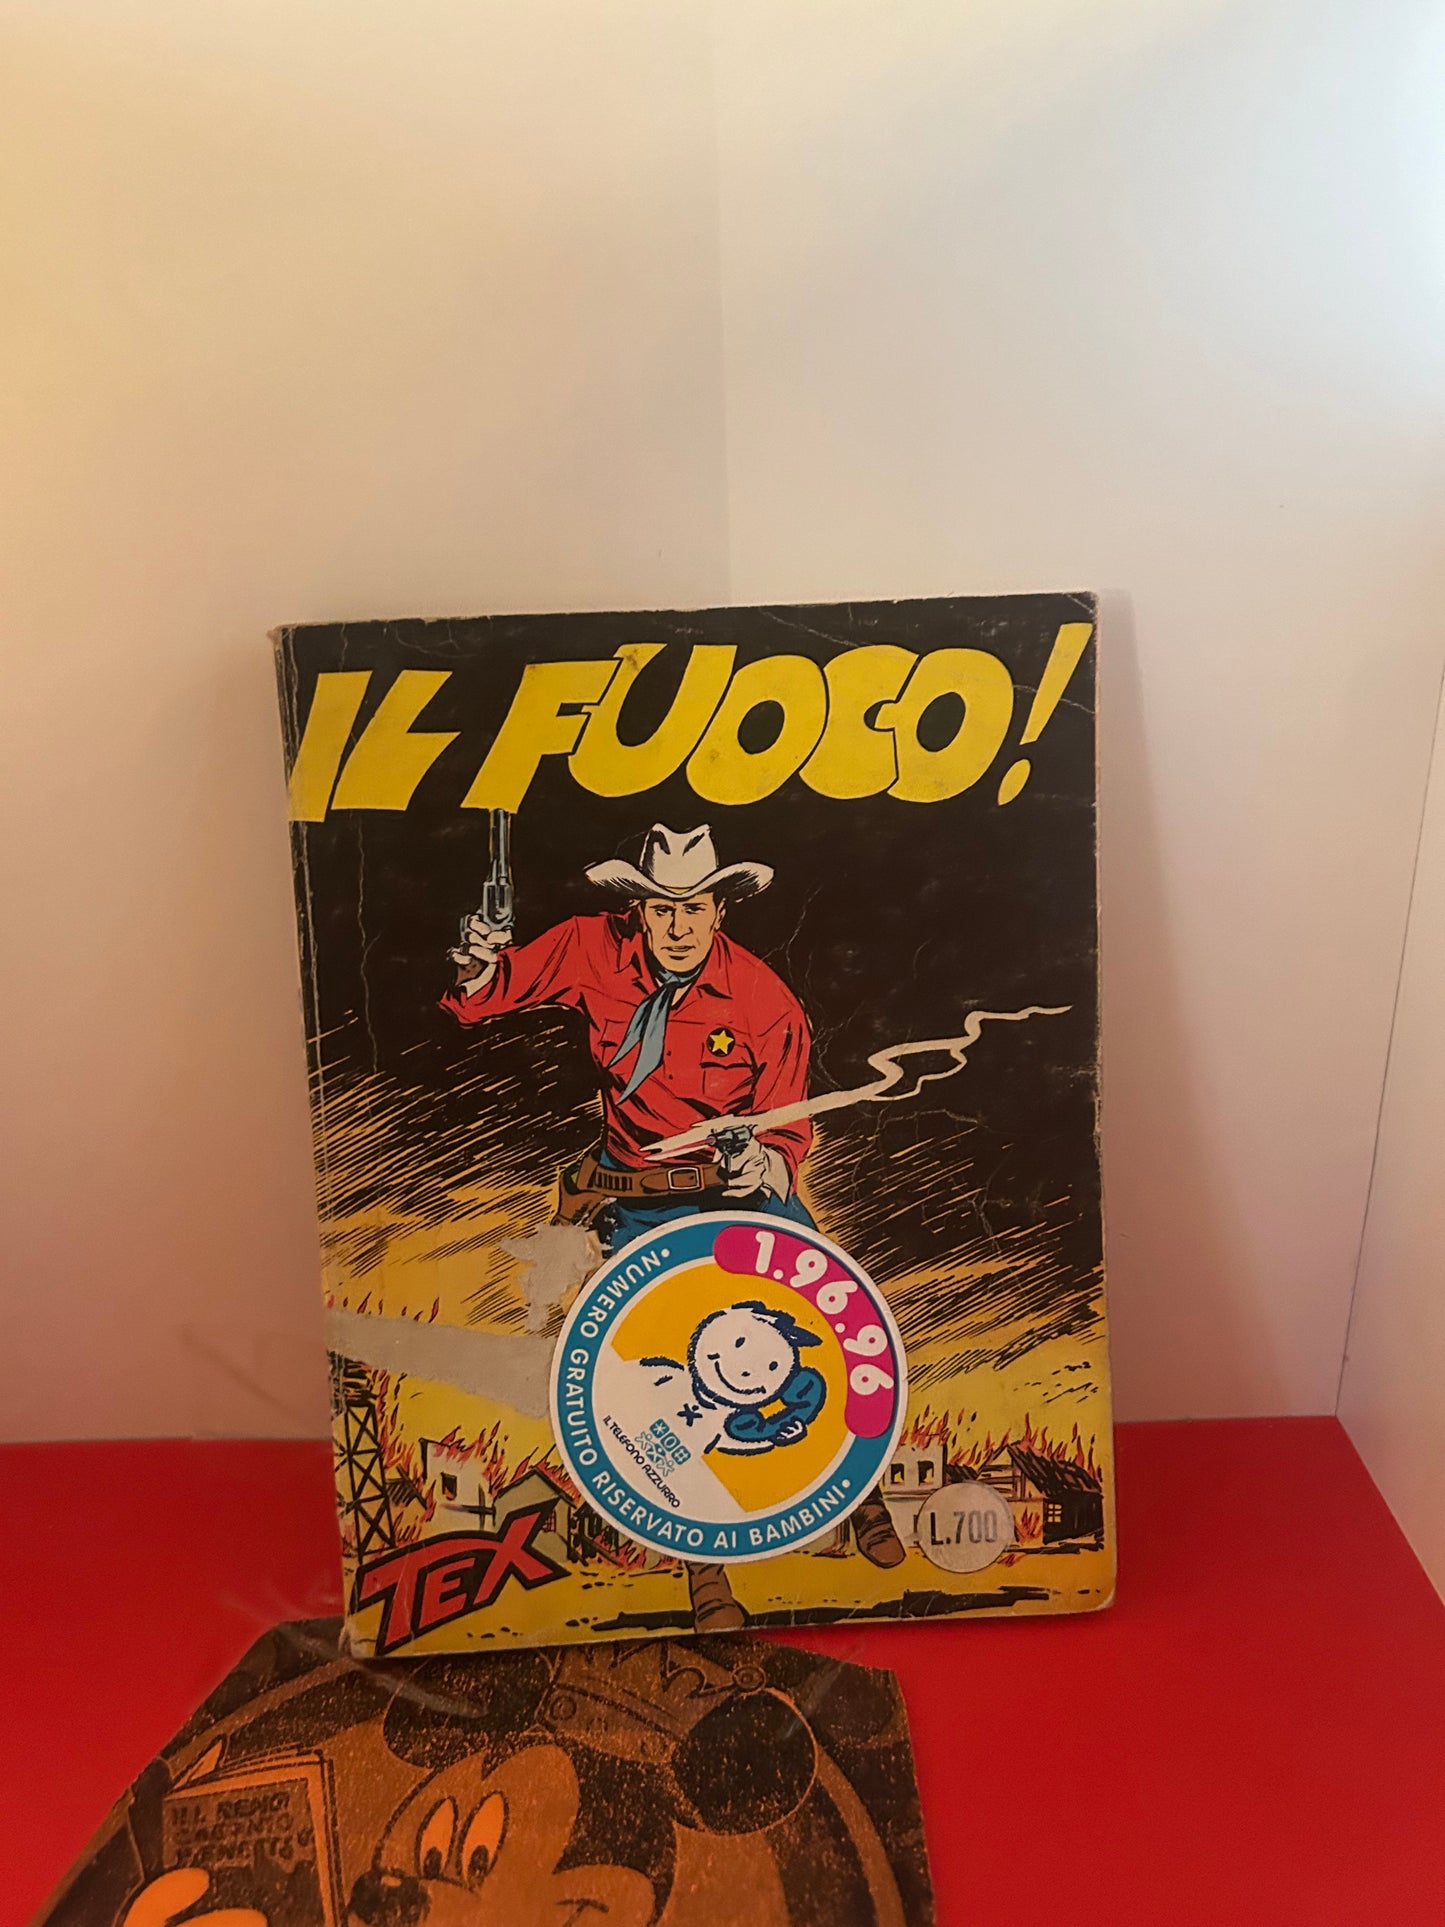 IL FUOCO!
1.96.96
• NUMERO GRATUITO RISERVATO AI BAMBINI •
IL TELEFONO AZZURRO
L.700
TEX